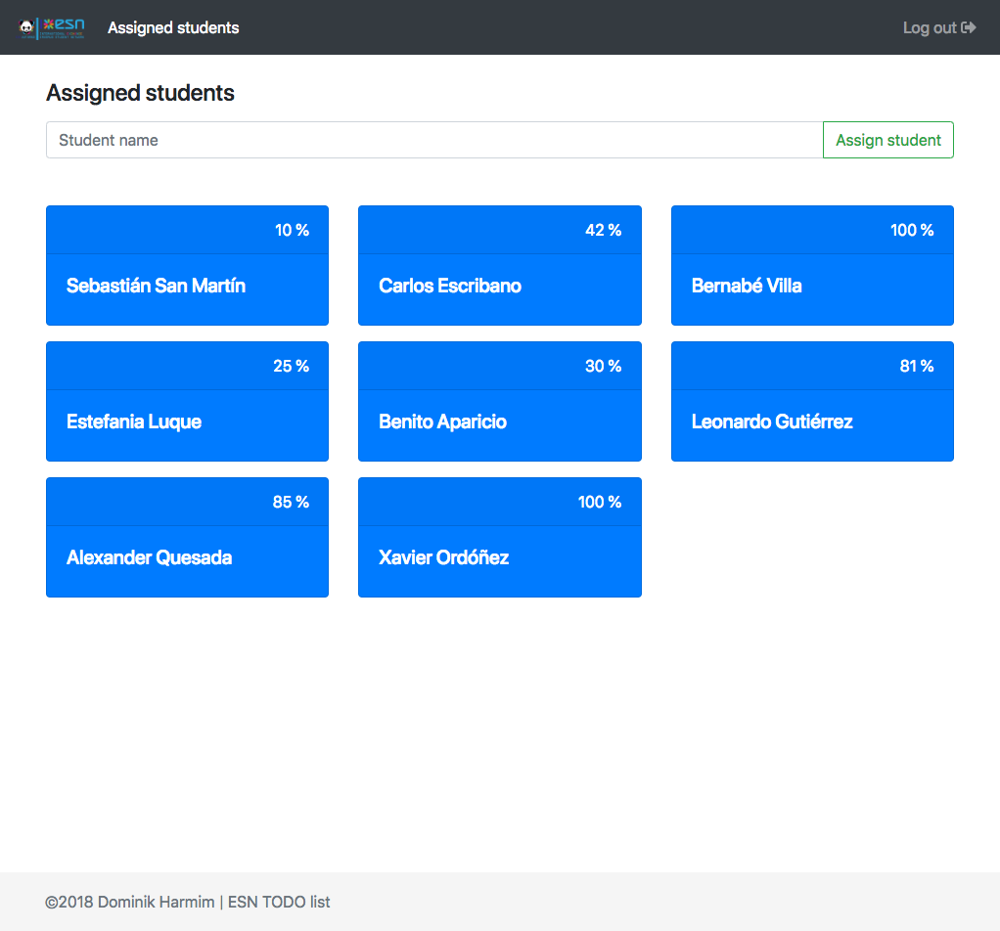 esn Assigned students Log out
Assigned students
Student name Assign student
10 % 42 % 100 %
Sebastián San Martín Carlos Escribano Bernabé Villa
25 % 30 % 81 %
Estefania Luque Benito Aparicio Leonardo Gutiérrez
85 % 100 %
Alexander Quesada Xavier Ordóñez
©2018 Dominik Harmim | ESN TODO list